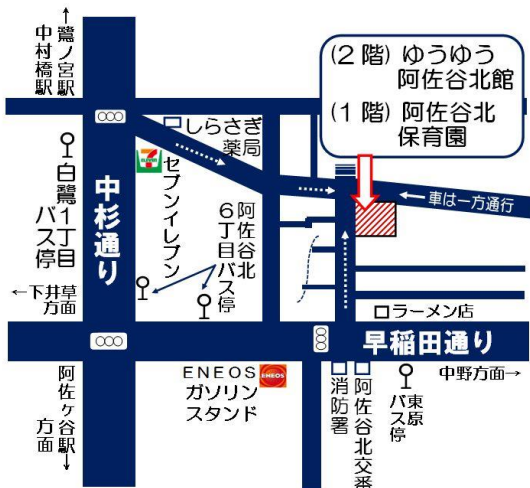 ↑鷺ノ宮駅
中村橋駅
(2階) ゆうゆう
阿佐谷北館
(1階) 阿佐谷北
保育園
しらさぎ
薬局
7
ELEVEN
セブンイレブン
白鷺1丁目
バス停
中杉通り
阿佐谷北
6丁目バス停
←車は一方通行
←下井草
方面
ラーメン店
早稲田通り
ENEOS
ガソリン
スタンド
ENEOS
消防署
阿佐谷北交番
東原
バス停
中野方面→
阿佐ヶ谷駅↓
方面